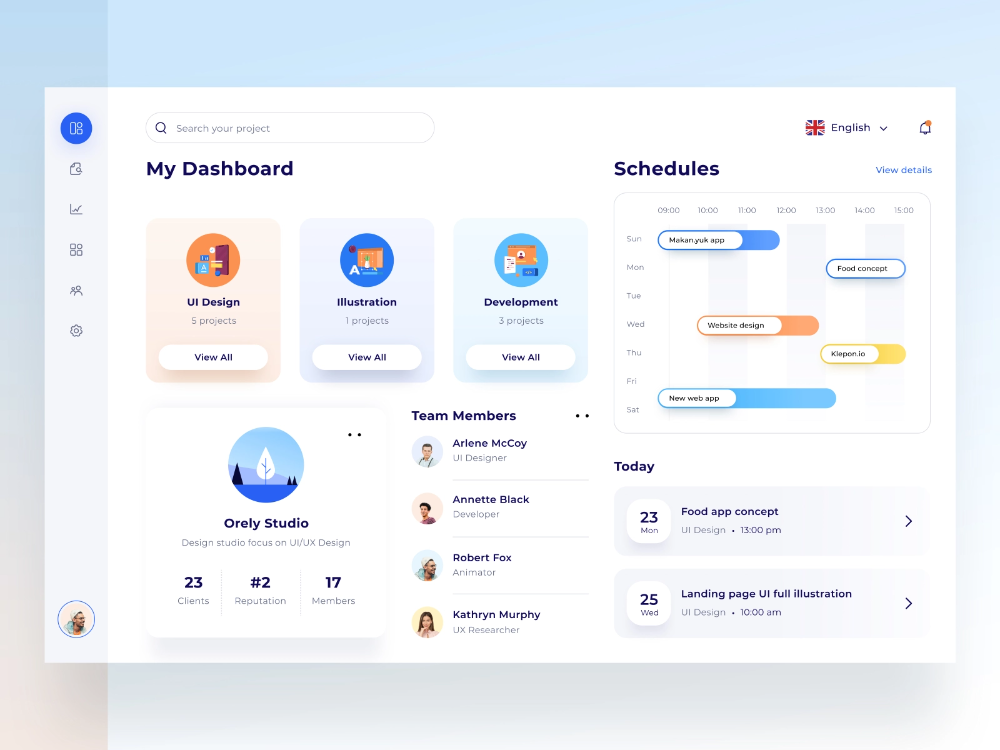 Search your project
English
My Dashboard
UI Design
5 projects
View All
Illustration
1 projects
View All
Development
3 projects
View All
Orely Studio
Design studio focus on UI/UX Design
23
Clients
#2
Reputation
17
Members
Team Members
Arlene McCoy
UI Designer
Annette Black
Developer
Robert Fox
Animator
Kathryn Murphy
UX Researcher
Schedules
View details
09:00 10:00 11:00 12:00 13:00 14:00 15:00
Sun
Makan.yuk app
Mon
Food concept
Tue
Wed
Website design
Thu
Klepon.io
Fri
Sat
New web app
Today
23
Mon
Food app concept
UI Design • 13:00 pm
25
Wed
Landing page UI full illustration
UI Design • 10:00 am